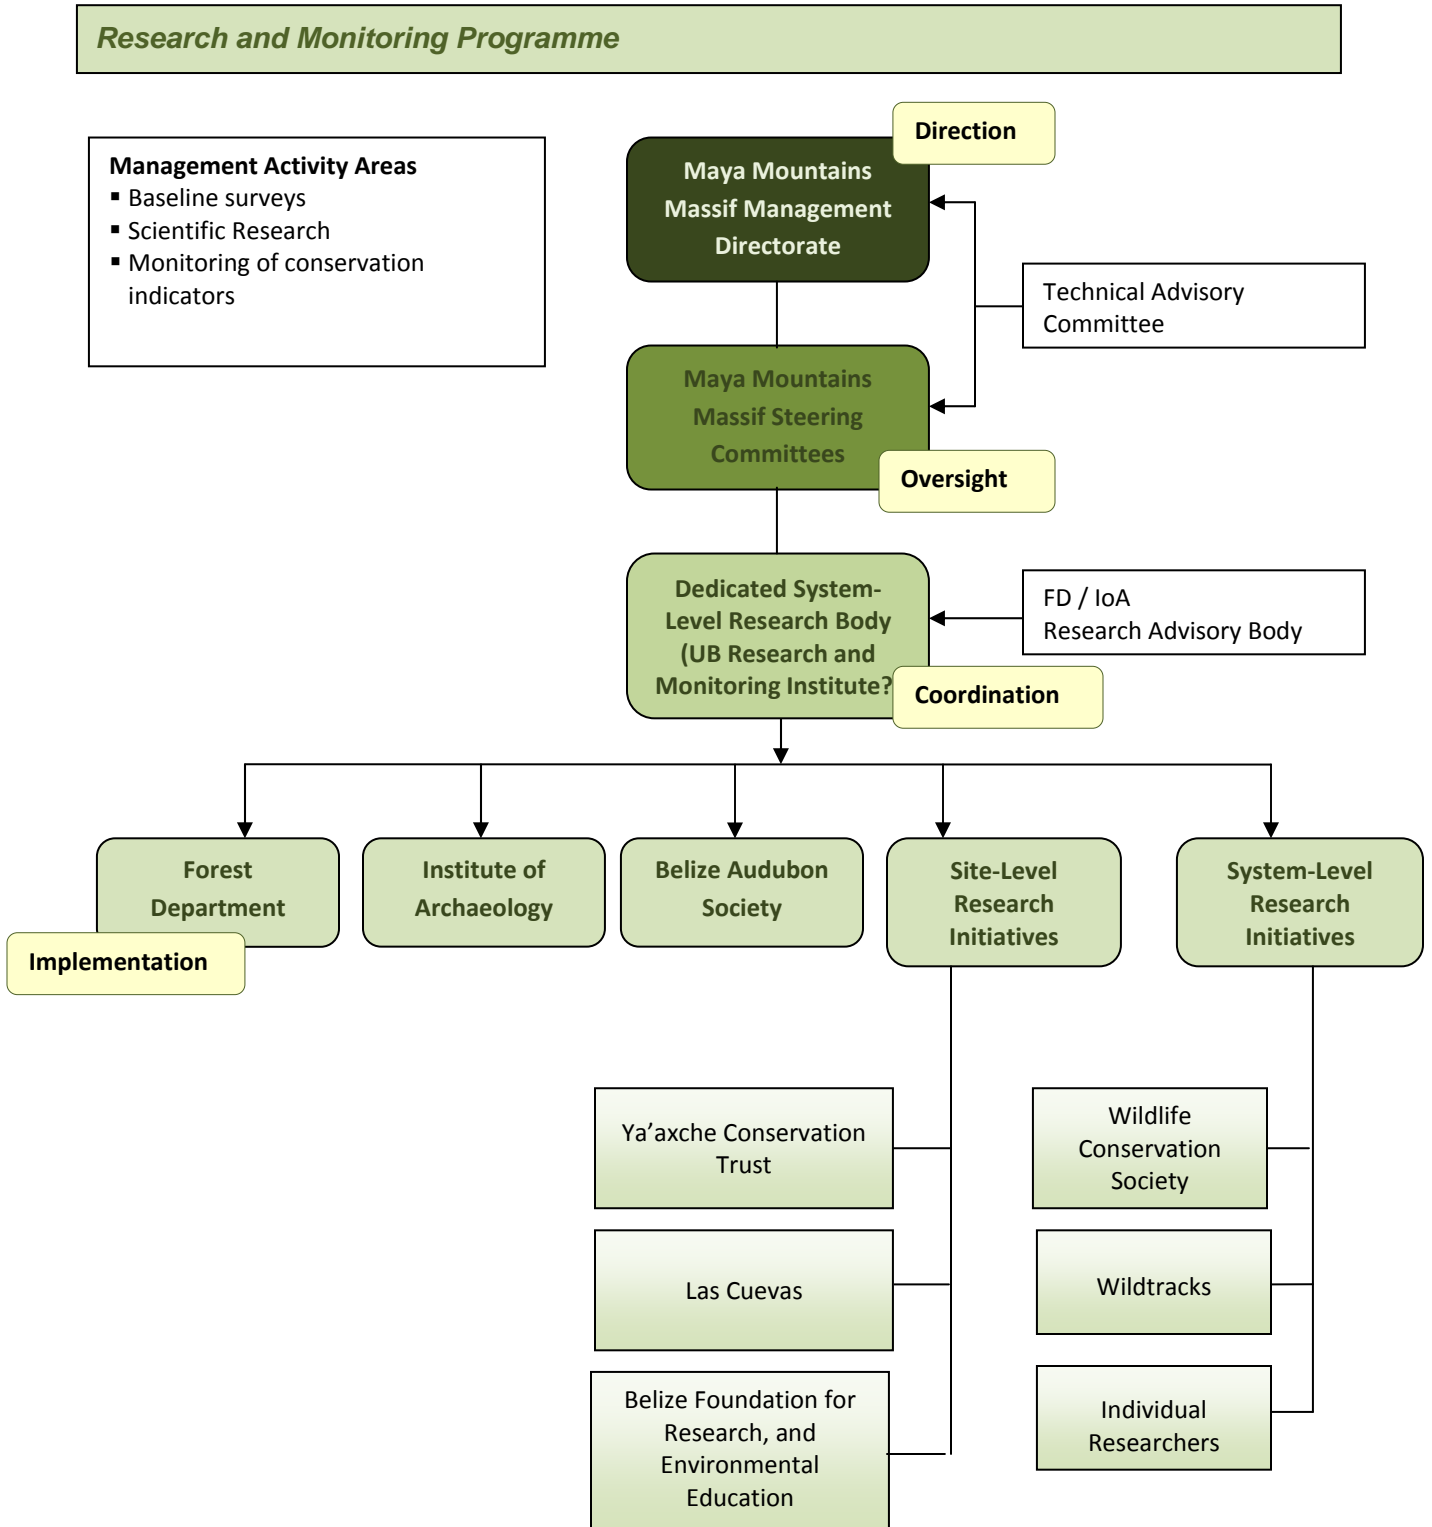 Research and Monitoring Programme
Management Activity Areas
▪ Baseline surveys
▪ Scientific Research
▪ Monitoring of conservation
indicators
Direction
Maya Mountains
Massif Management
Directorate
Technical Advisory
Committee
Maya Mountains
Massif Steering
Committees
Oversight
Dedicated System-
Level Research Body
(UB Research and
Monitoring Institute?
Coordination
FD / IoA
Research Advisory Body
Forest
Department
Implementation
Institute of
Archaeology
Belize Audubon
Society
Site-Level
Research
Initiatives
System-Level
Research
Initiatives
Ya’axche Conservation
Trust
Las Cuevas
Belize Foundation for
Research, and
Environmental
Education
Wildlife
Conservation
Society
Wildtracks
Individual
Researchers